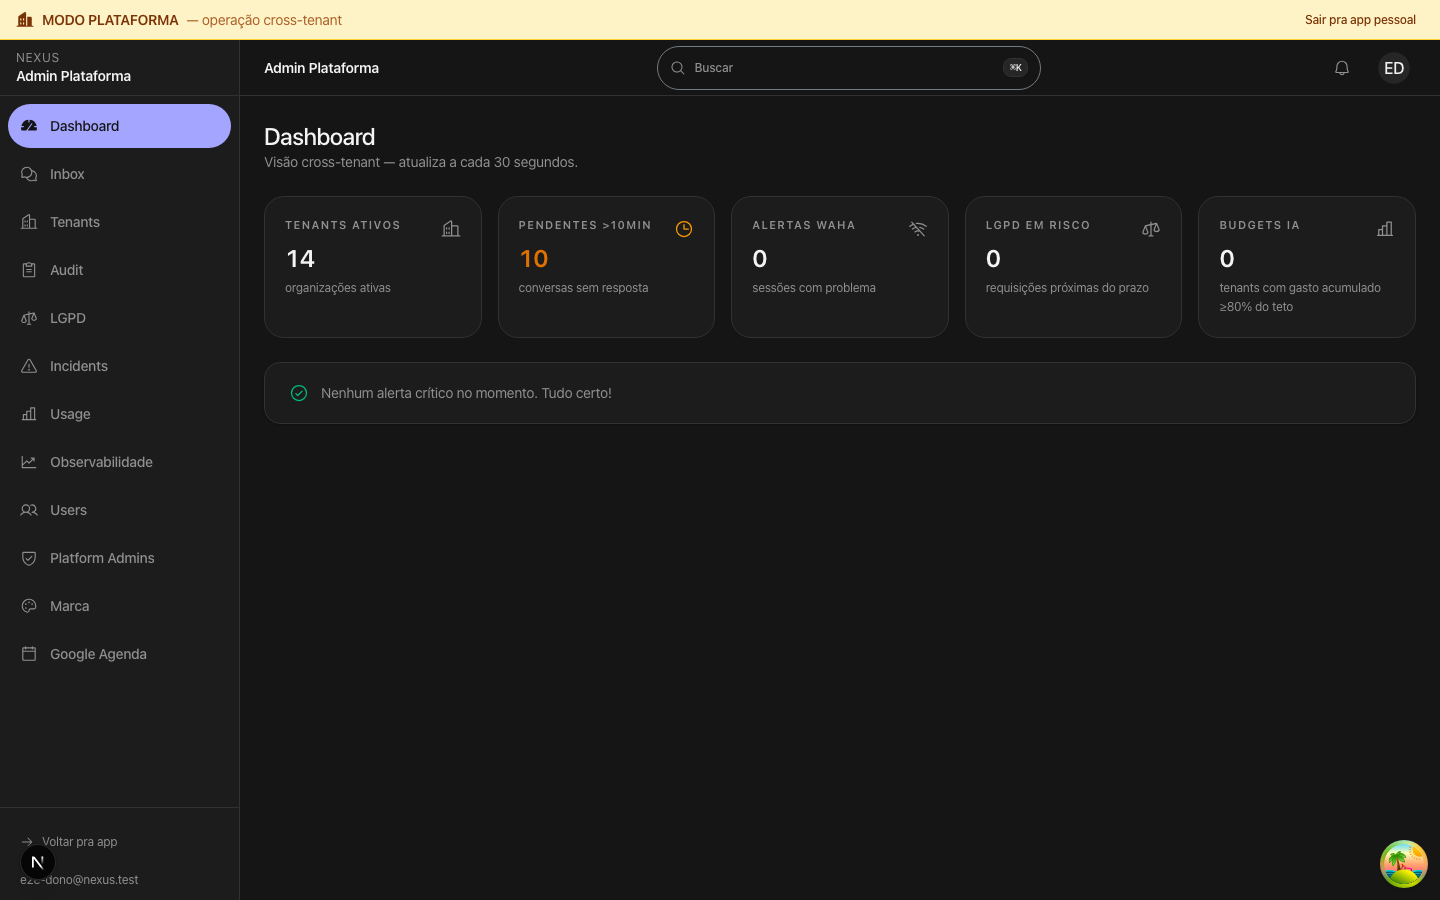 MODO PLATAFORMA — operação cross-tenant
Sair pra app pessoal
NEXUS
Admin Plataforma
Admin Plataforma
Buscar
⌘K
ED
Dashboard
Inbox
Tenants
Audit
LGPD
Incidents
Usage
Observabilidade
Users
Platform Admins
Marca
Google Agenda
Voltar pra app
N
dono@nexus.test
Dashboard
Visão cross-tenant — atualiza a cada 30 segundos.
TENANTS ATIVOS
14
organizações ativas
PENDENTES >10MIN
10
conversas sem resposta
ALERTAS WAHA
0
sessões com problema
LGPD EM RISCO
0
requisições próximas do prazo
BUDGETS IA
0
tenants com gasto acumulado
≥80% do teto
Nenhum alerta crítico no momento. Tudo certo!